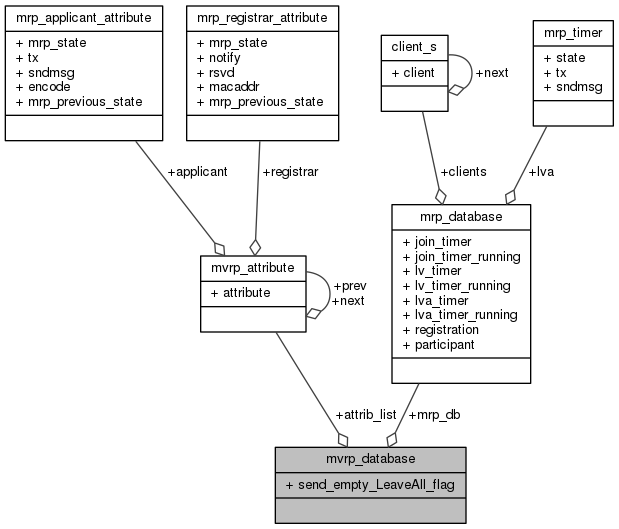 mrp_applicant_attribute
+ mrp_state
+ tx
+ sndmsg
+ encode
+ mrp_previous_state
mrp_registrar_attribute
+ mrp_state
+ notify
+ rsvd
+ macaddr
+ mrp_previous_state
client_s
+ client
+next
mrp_timer
+ state
+ tx
+ sndmsg
+applicant
+registrar
+clients
+lva
mvrp_attribute
+ attribute
+prev
+next
mrp_database
+ join_timer
+ join_timer_running
+ lv_timer
+ lv_timer_running
+ lva_timer
+ lva_timer_running
+ registration
+ participant
+attrib_list
+mrp_db
mvrp_database
+ send_empty_LeaveAll_flag